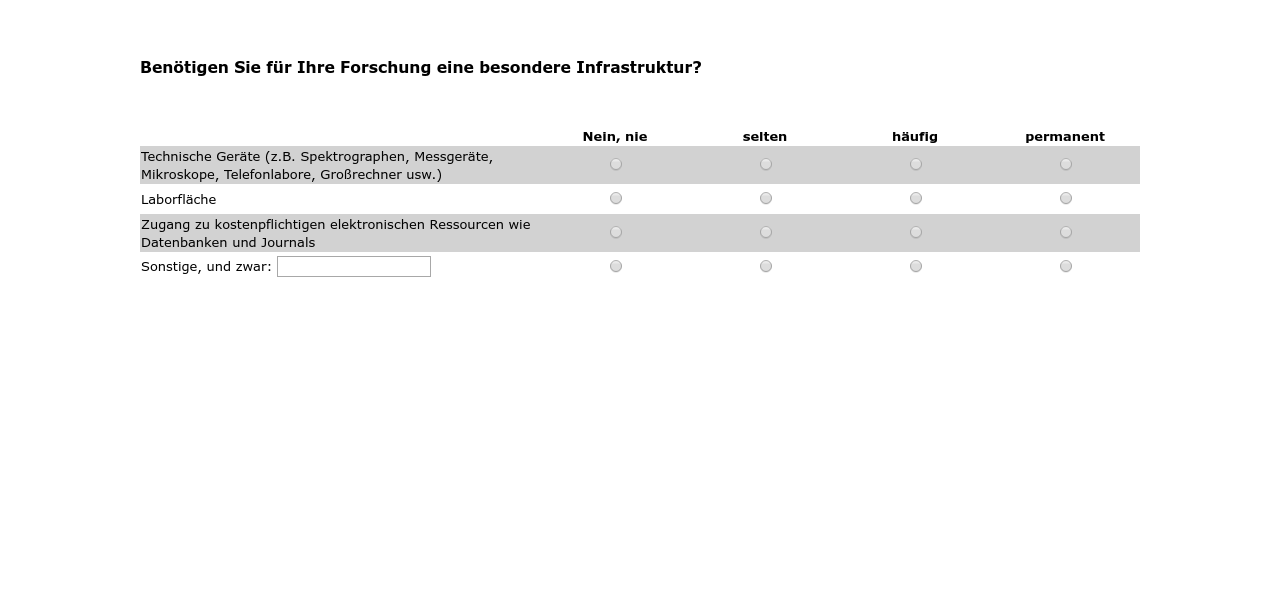 Benötigen Sie für Ihre Forschung eine besondere Infrastruktur?
Nein, nie selten häufig permanent
Technische Geräte (z.B. Spektrographen, Messgeräte,
Mikroskope, Telefonlabore, Großrechner usw.)
Laborfläche
Zugang zu kostenpflichtigen elektronischen Ressourcen wie
Datenbanken und Journals
Sonstige, und zwar: